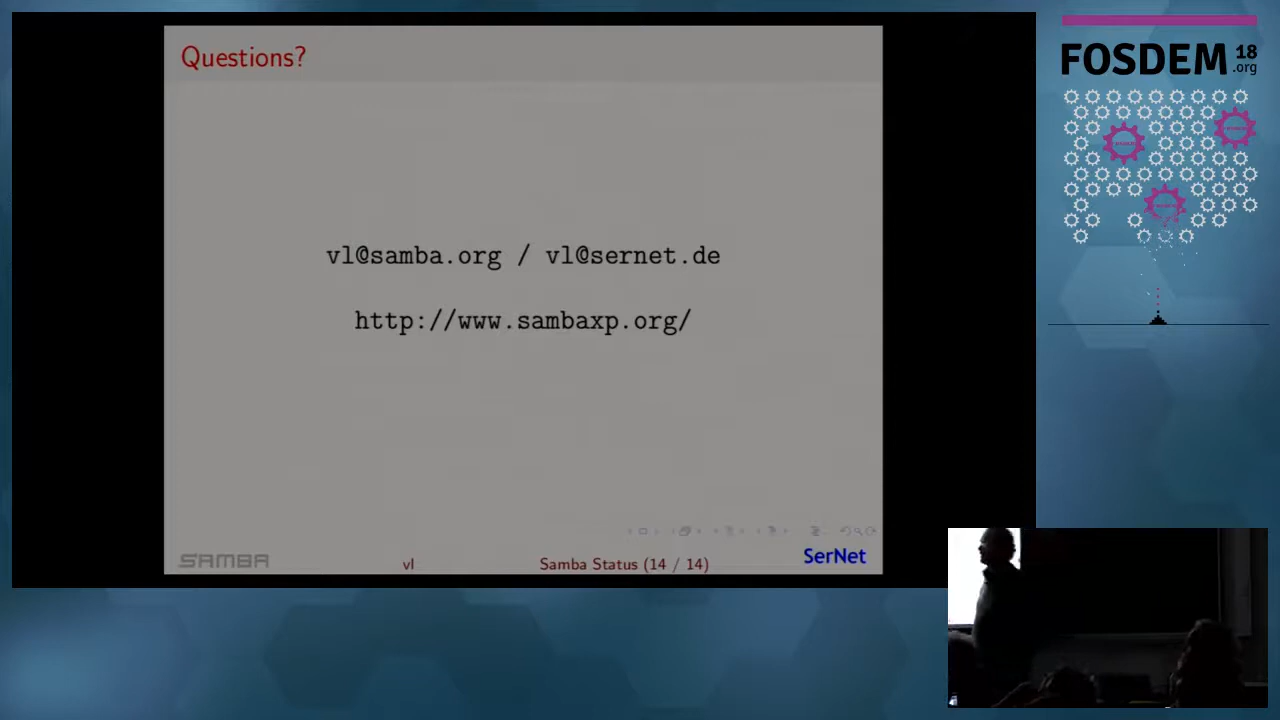 Questions?
vl@samba.org / vl@sernet.de
http://www.sambaxp.org/
SAMBA
vl
Samba Status (14 / 14)
SerNet
FOSDEM 18
.org